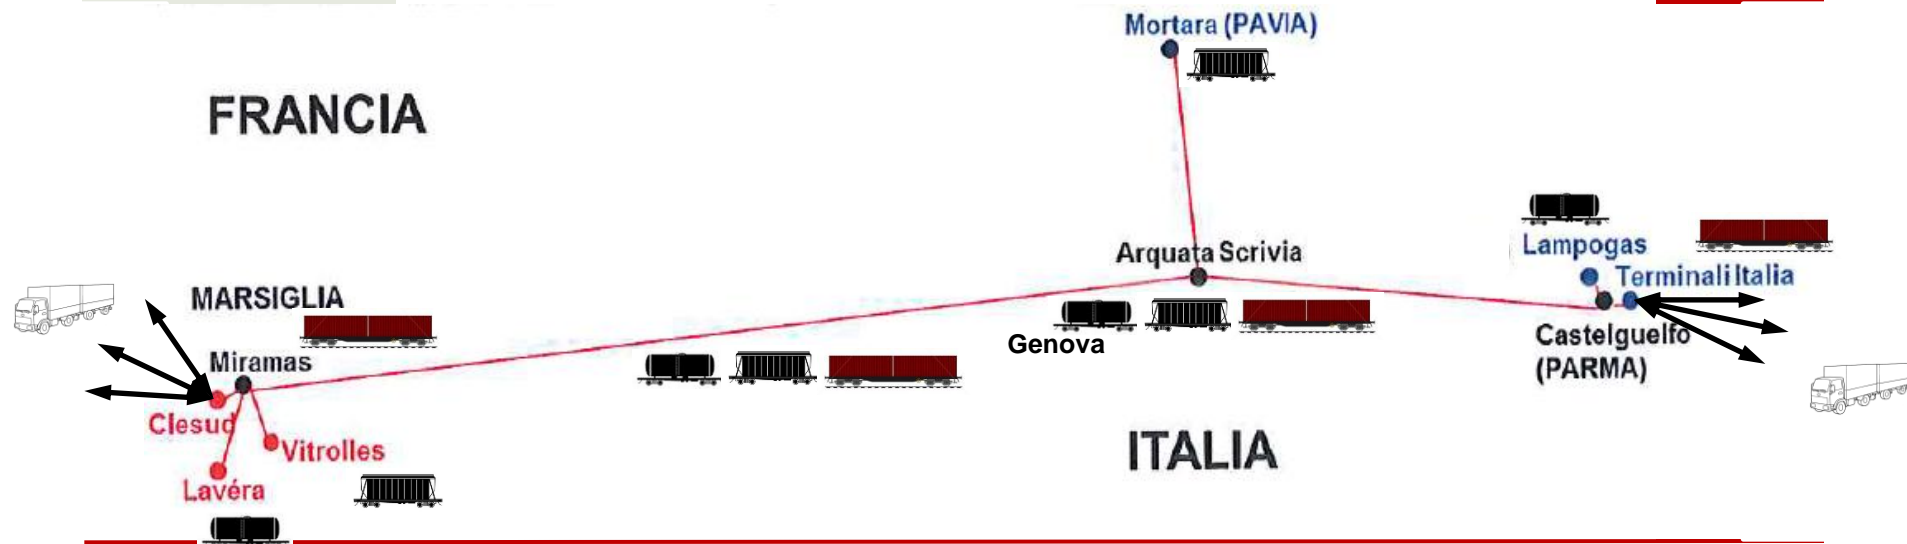 Mortara (PAVIA)
FRANCIA
Arquata Scrivia
Lampogas
Terminali Italia
MARSIGLIA
Genova
Castelguelfo
(PARMA)
Miramas
Clesud
Vitrolles
ITALIA
Lavéra